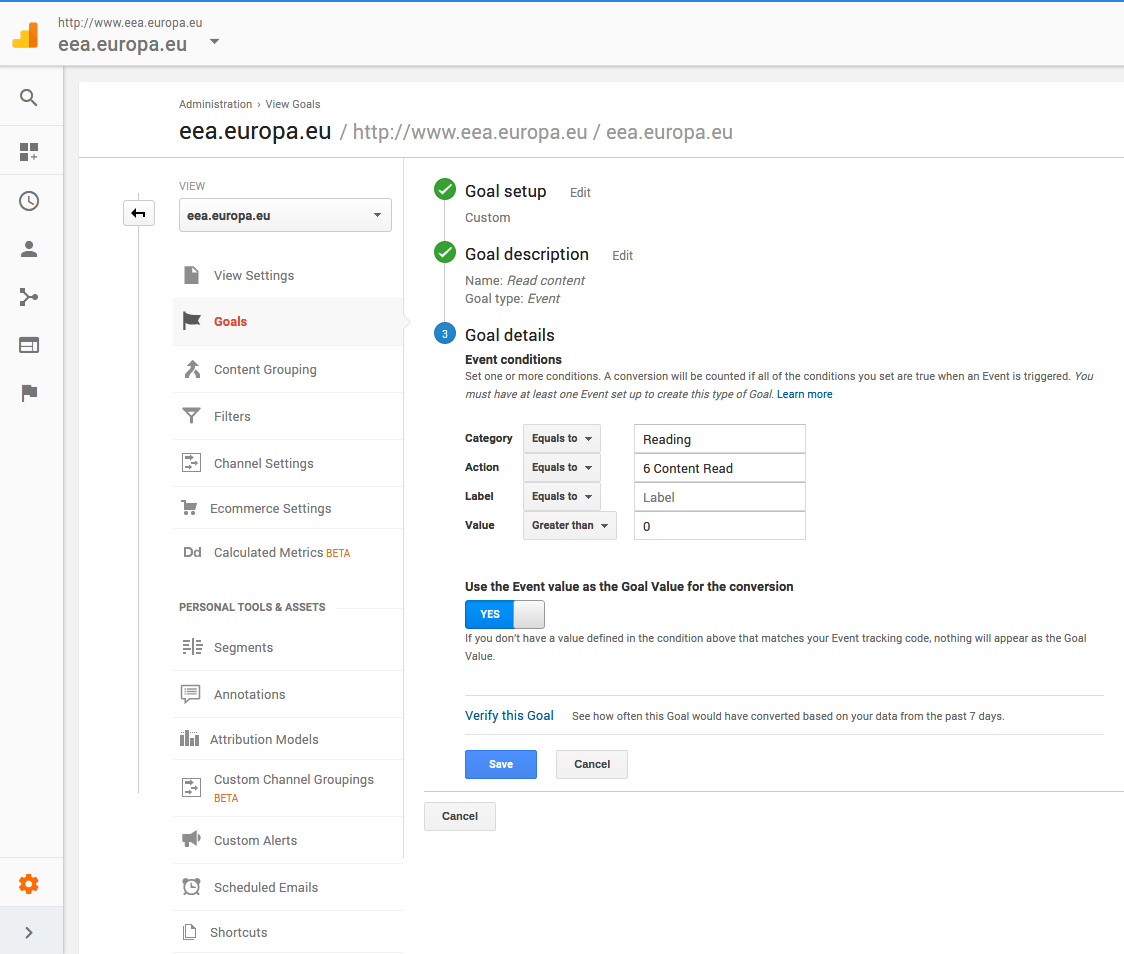 http://www.eea.europa.eu
eea.europa.eu
Administration › View Goals
eea.europa.eu / http://www.eea.europa.eu / eea.europa.eu
VIEW
eea.europa.eu
View Settings
Goals
Content Grouping
Filters
Channel Settings
Ecommerce Settings
Dd Calculated Metrics BETA
PERSONAL TOOLS & ASSETS
Segments
Annotations
Attribution Models
Custom Channel Groupings
BETA
Custom Alerts
Scheduled Emails
Shortcuts
Goal setup Edit
Custom
Goal description Edit
Name: Read content
Goal type: Event
3 Goal details
Event conditions
Set one or more conditions. A conversion will be counted if all of the conditions you set are true when an Event is triggered. You
must have at least one Event set up to create this type of Goal. Learn more
Category Equals to Reading
Action Equals to 6 Content Read
Label Equals to Label
Value Greater than 0
Use the Event value as the Goal Value for the conversion
YES
If you don't have a value defined in the condition above that matches your Event tracking code, nothing will appear as the Goal
Value.
Verify this Goal See how often this Goal would have converted based on your data from the past 7 days.
Save Cancel
Cancel